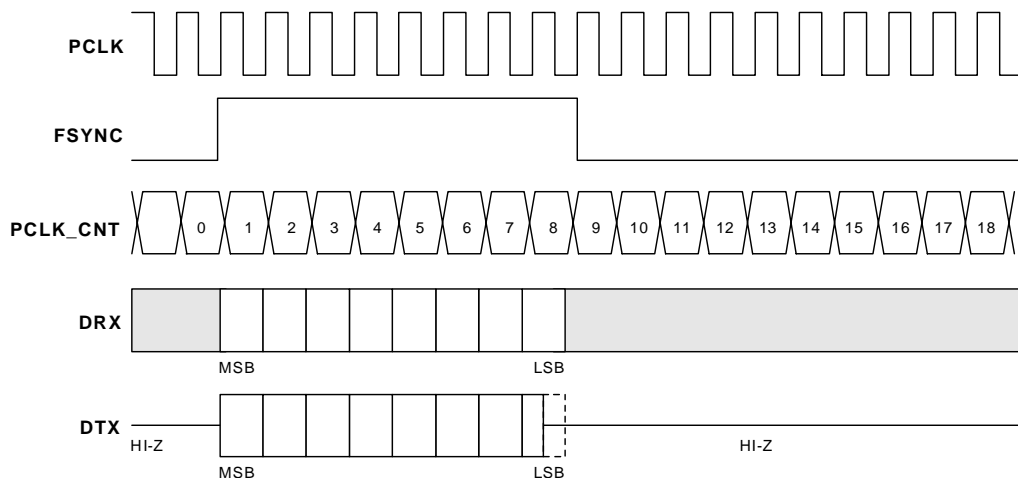 PCLK
FSYNC
PCLK_CNT 0 1 2 3 4 5 6 7 8 9 10 11 12 13 14 15 16 17 18
DRX
MSB LSB
DTX
HI-Z HI-Z
MSB LSB